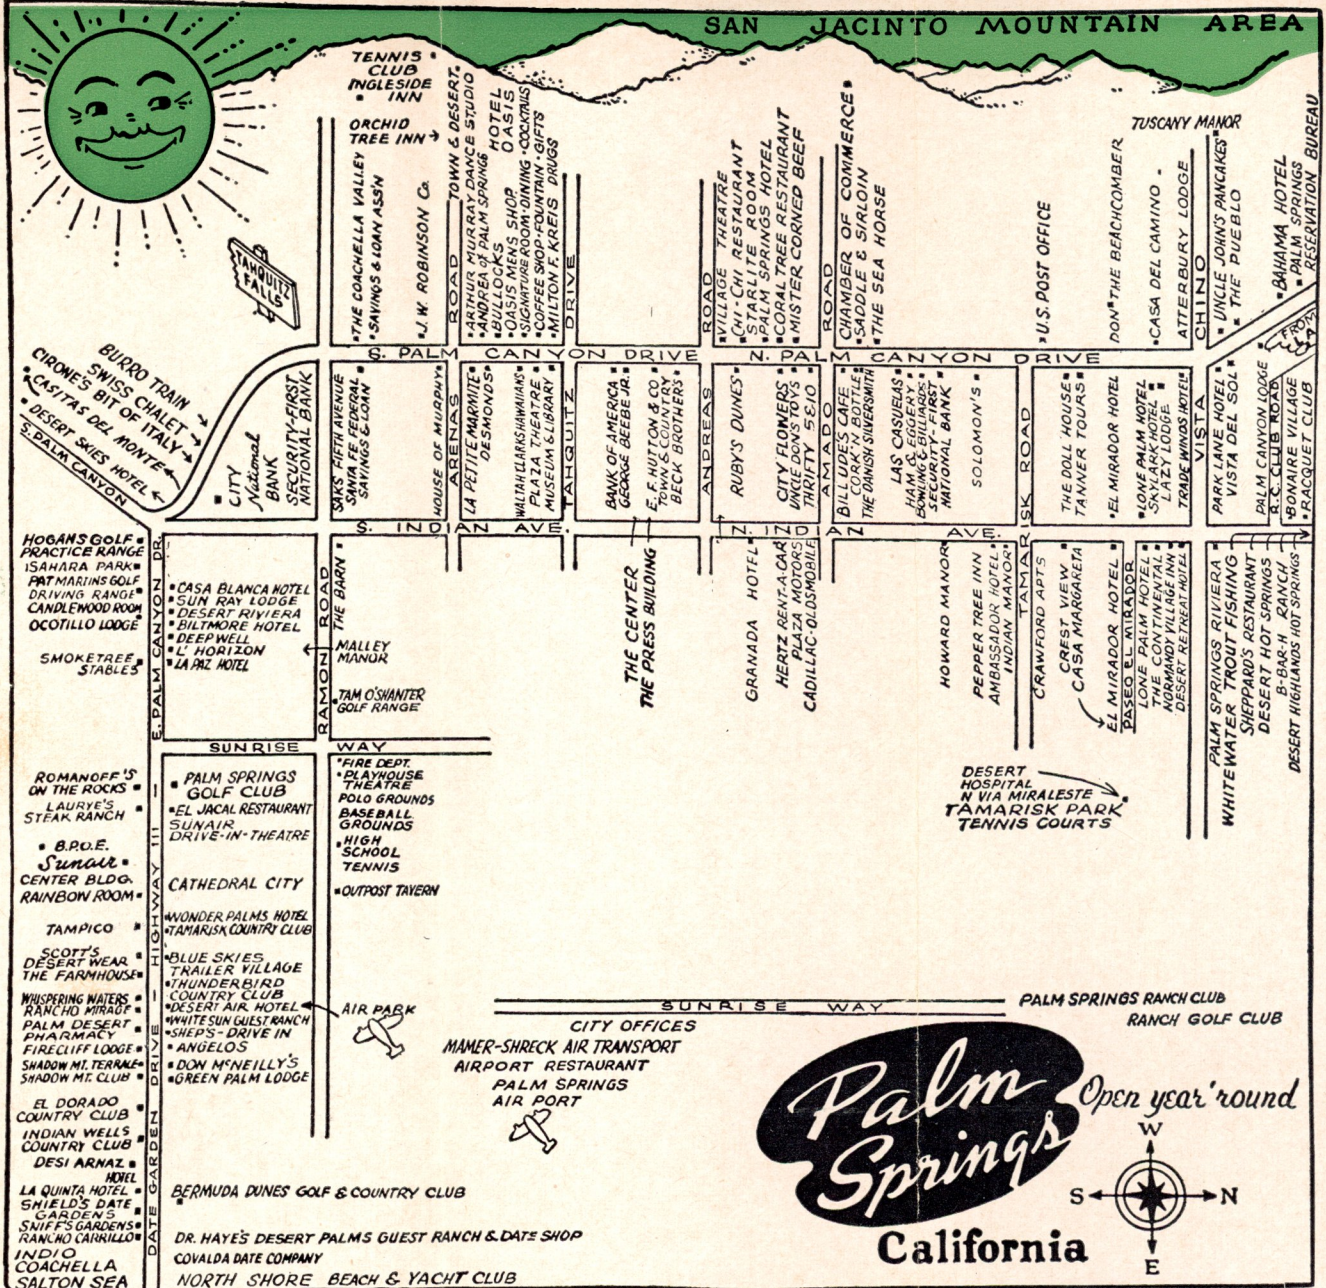 SAN JACINTO MOUNTAIN AREA
TENNIS
CLUB
INGLESIDE
INN
ORCHID
TREE INN
TAHQUITZ
FALLS
THE COACHELLA VALLEY
SAVINGS & LOAN ASS'N
J.W. ROBINSON Co.
TOWN & DESERT
ROAD
ARTHUR MURRAY DANCE STUDIO
ANDREA of PALM SPRINGS
BULLOCKS
HOTEL
OASIS
OASIS MENS SHOP
SIGNATURE ROOM · DINING · COCKTAILS
COFFEE SHOP · FOUNTAIN · GIFTS
MILTON F. KREIS DRUGS
DRIVE
ROAD
VILLAGE THEATRE
CHI · CHI RESTAURANT
STARLITE ROOM
PALM SPRINGS HOTEL
CORAL TREE RESTAURANT
MISTER CORNED BEEF
ROAD
CHAMBER OF COMMERCE
SADDLE & SIRLOIN
THE SEA HORSE
U.S. POST OFFICE
DON THE BEACHCOMBER
CASA DEL CAMINO
ATTERBURY LODGE
TUSCANY MANOR
CHINO
UNCLE JOHN'S PANCAKES
THE PUEBLO
BAHAMA HOTEL
PALM SPRINGS
RESERVATION BUREAU
S. PALM CANYON DRIVE
N. PALM CANYON DRIVE
BURRO TRAIN
SWISS CHALET
CIRONE'S BIT OF ITALY
CASITAS DEL MONTE
DESERT SKIES HOTEL
S. PALM CANYON
CITY
National
BANK
SECURITY-FIRST
NATIONAL BANK
SAKS FIFTH AVENUE
SANTA FE FEDERAL
SAVINGS & LOAN
HOUSE OF MURPHY
ARENAS
LA PETITE MARMITE
DESMONDS
WALTAH CLARKS HAWAIIANS
PLAZA THEATRE
MUSEUM & LIBRARY
TAHQUITZ
BANK OF AMERICA
GEORGE BEEBE JR.
E. F. HUTTON & CO
TOWN & COUNTRY
BECK BROTHERS
ANDREAS
RUBY'S DUNES
CITY FLOWERS
UNCLE DON'S TOYS
THRIFTY 5 & 10
AMADO
BILL JUDE'S CAFE
CORK'N BOTTLE
THE DANISH SILVERSMITH
LAS CASUELAS
HAM & EGGERY
BOWLING & BILLIARDS
SECURITY-FIRST
NATIONAL BANK
SOLOMON'S
TAMARISK ROAD
THE DOLL HOUSE
TANNER TOURS
EL MIRADOR HOTEL
LONE PALM MOTEL
SKYLARK HOTEL
LAZY LODGE
TRADE WINDS HOTEL
VISTA
PARK LANE HOTEL
VISTA DEL SOL
PALM CANYON LODGE
R.C. CLUB ROAD
BONAIRE VILLAGE
RACQUET CLUB
S. INDIAN AVE.
N. INDIAN AVE.
HOGANS GOLF
PRACTICE RANGE
ISAHARA PARK
PAT MARTINS GOLF
DRIVING RANGE
CANDLEWOOD ROOM
OCOTILLO LODGE
SMOKETREE
STABLES
E. PALM CANYON DR.
CASA BLANCA HOTEL
SUN RAY LODGE
DESERT RIVIERA
BILTMORE HOTEL
DEEP WELL
L' HORIZON
LA PAZ HOTEL
RAMON ROAD
THE BARN
MALLEY
MANOR
TAM O'SHANTER
GOLF RANGE
THE CENTER
THE PRESS BUILDING
GRANADA HOTEL
HERTZ RENT-A-CAR
PLAZA MOTORS
CADILLAC-OLDSMOBILE
HOWARD MANOR
PEPPER TREE INN
AMBASSADOR HOTEL
INDIAN MANOR
CRAWFORD APTS
CREST VIEW
CASA MARGARETA
EL MIRADOR HOTEL
PASEO EL MIRADOR
LONE PALM HOTEL
THE CONTINENTAL
NORMANDY VILLAGE INN
DESERT RETREAT HOTEL
PALM SPRINGS RIVIERA
WHITEWATER TROUT FISHING
SHEPPARD'S RESTAURANT
DESERT HOT SPRINGS
B-BAR-H RANCH
DESERT HIGHLANDS HOT SPRINGS
SUNRISE WAY
ROMANOFF'S
ON THE ROCKS
LAURYE'S
STEAK RANCH
B.P.O.E.
Sunair
CENTER BLDG.
RAINBOW ROOM
TAMPICO
SCOTT'S
DESERT WEAR
THE FARMHOUSE
WHISPERING WATERS
RANCHO MIRAGE
PALM DESERT
PHARMACY
FIRECLIFF LODGE
SHADOW MT. TERRACE
SHADOW MT. CLUB
EL DORADO
COUNTRY CLUB
INDIAN WELLS
COUNTRY CLUB
DESI ARNAZ
HOTEL
LA QUINTA HOTEL
SHIELD'S DATE
GARDENS
SNIFF'S GARDENS
RANCHO CARRILLO
INDIO
COACHELLA
SALTON SEA
DATE GARDEN DRIVE - HIGHWAY 111 -
PALM SPRINGS
GOLF CLUB
EL JACAL RESTAURANT
SUNAIR
DRIVE-IN-THEATRE
CATHEDRAL CITY
WONDER PALMS HOTEL
TAMARISK COUNTRY CLUB
BLUE SKIES
TRAILER VILLAGE
THUNDERBIRD
COUNTRY CLUB
DESERT AIR HOTEL
WHITE SUN GUEST RANCH
SHEP'S - DRIVE IN
ANGELOS
DON McNEILLY'S
GREEN PALM LODGE
FIRE DEPT.
PLAYHOUSE
THEATRE
POLO GROUNDS
BASEBALL
GROUNDS
HIGH
SCHOOL
TENNIS
OUTPOST TAVERN
AIR PARK
DESERT
HOSPITAL
N VIA MIRALESTE
TAMARISK PARK
TENNIS COURTS
SUNRISE WAY
CITY OFFICES
MAMER-SHRECK AIR TRANSPORT
AIRPORT RESTAURANT
PALM SPRINGS
AIR PORT
PALM SPRINGS RANCH CLUB
RANCH GOLF CLUB
BERMUDA DUNES GOLF & COUNTRY CLUB
DR. HAYE'S DESERT PALMS GUEST RANCH & DATE SHOP
COVALDA DATE COMPANY
NORTH SHORE BEACH & YACHT CLUB
Palm
Springs
California
Open year 'round
W
S
N
E